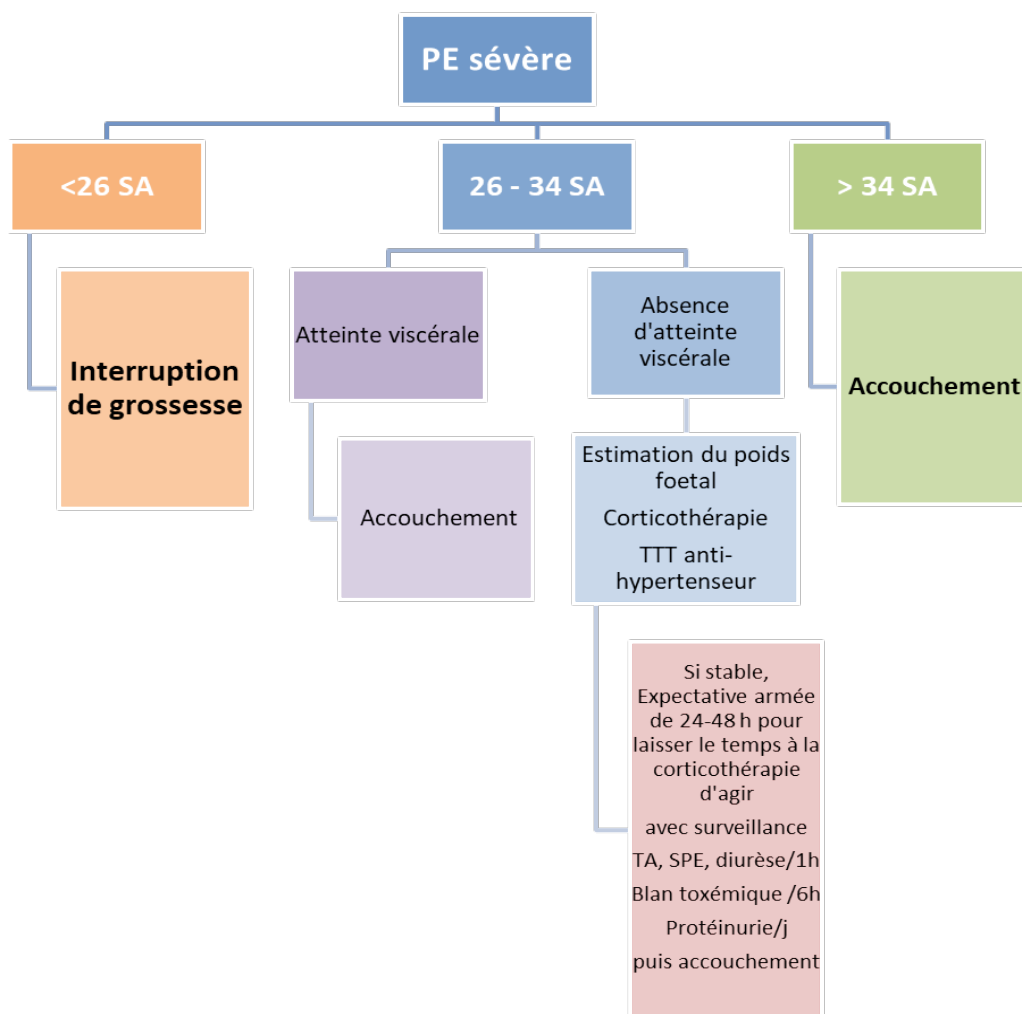 PE sévère
<26 SA
26 - 34 SA
> 34 SA
Interruption
de grossesse
Atteinte viscérale
Absence
d'atteinte
viscérale
Accouchement
Accouchement
Estimation du poids
foetal
Corticothérapie
TTT anti-
hypertenseur
Si stable,
Expectative armée
de 24-48 h pour
laisser le temps à la
corticothérapie
d'agir
avec surveillance
TA, SPE, diurèse/1h
Blan toxémique /6h
Protéinurie/j
puis accouchement